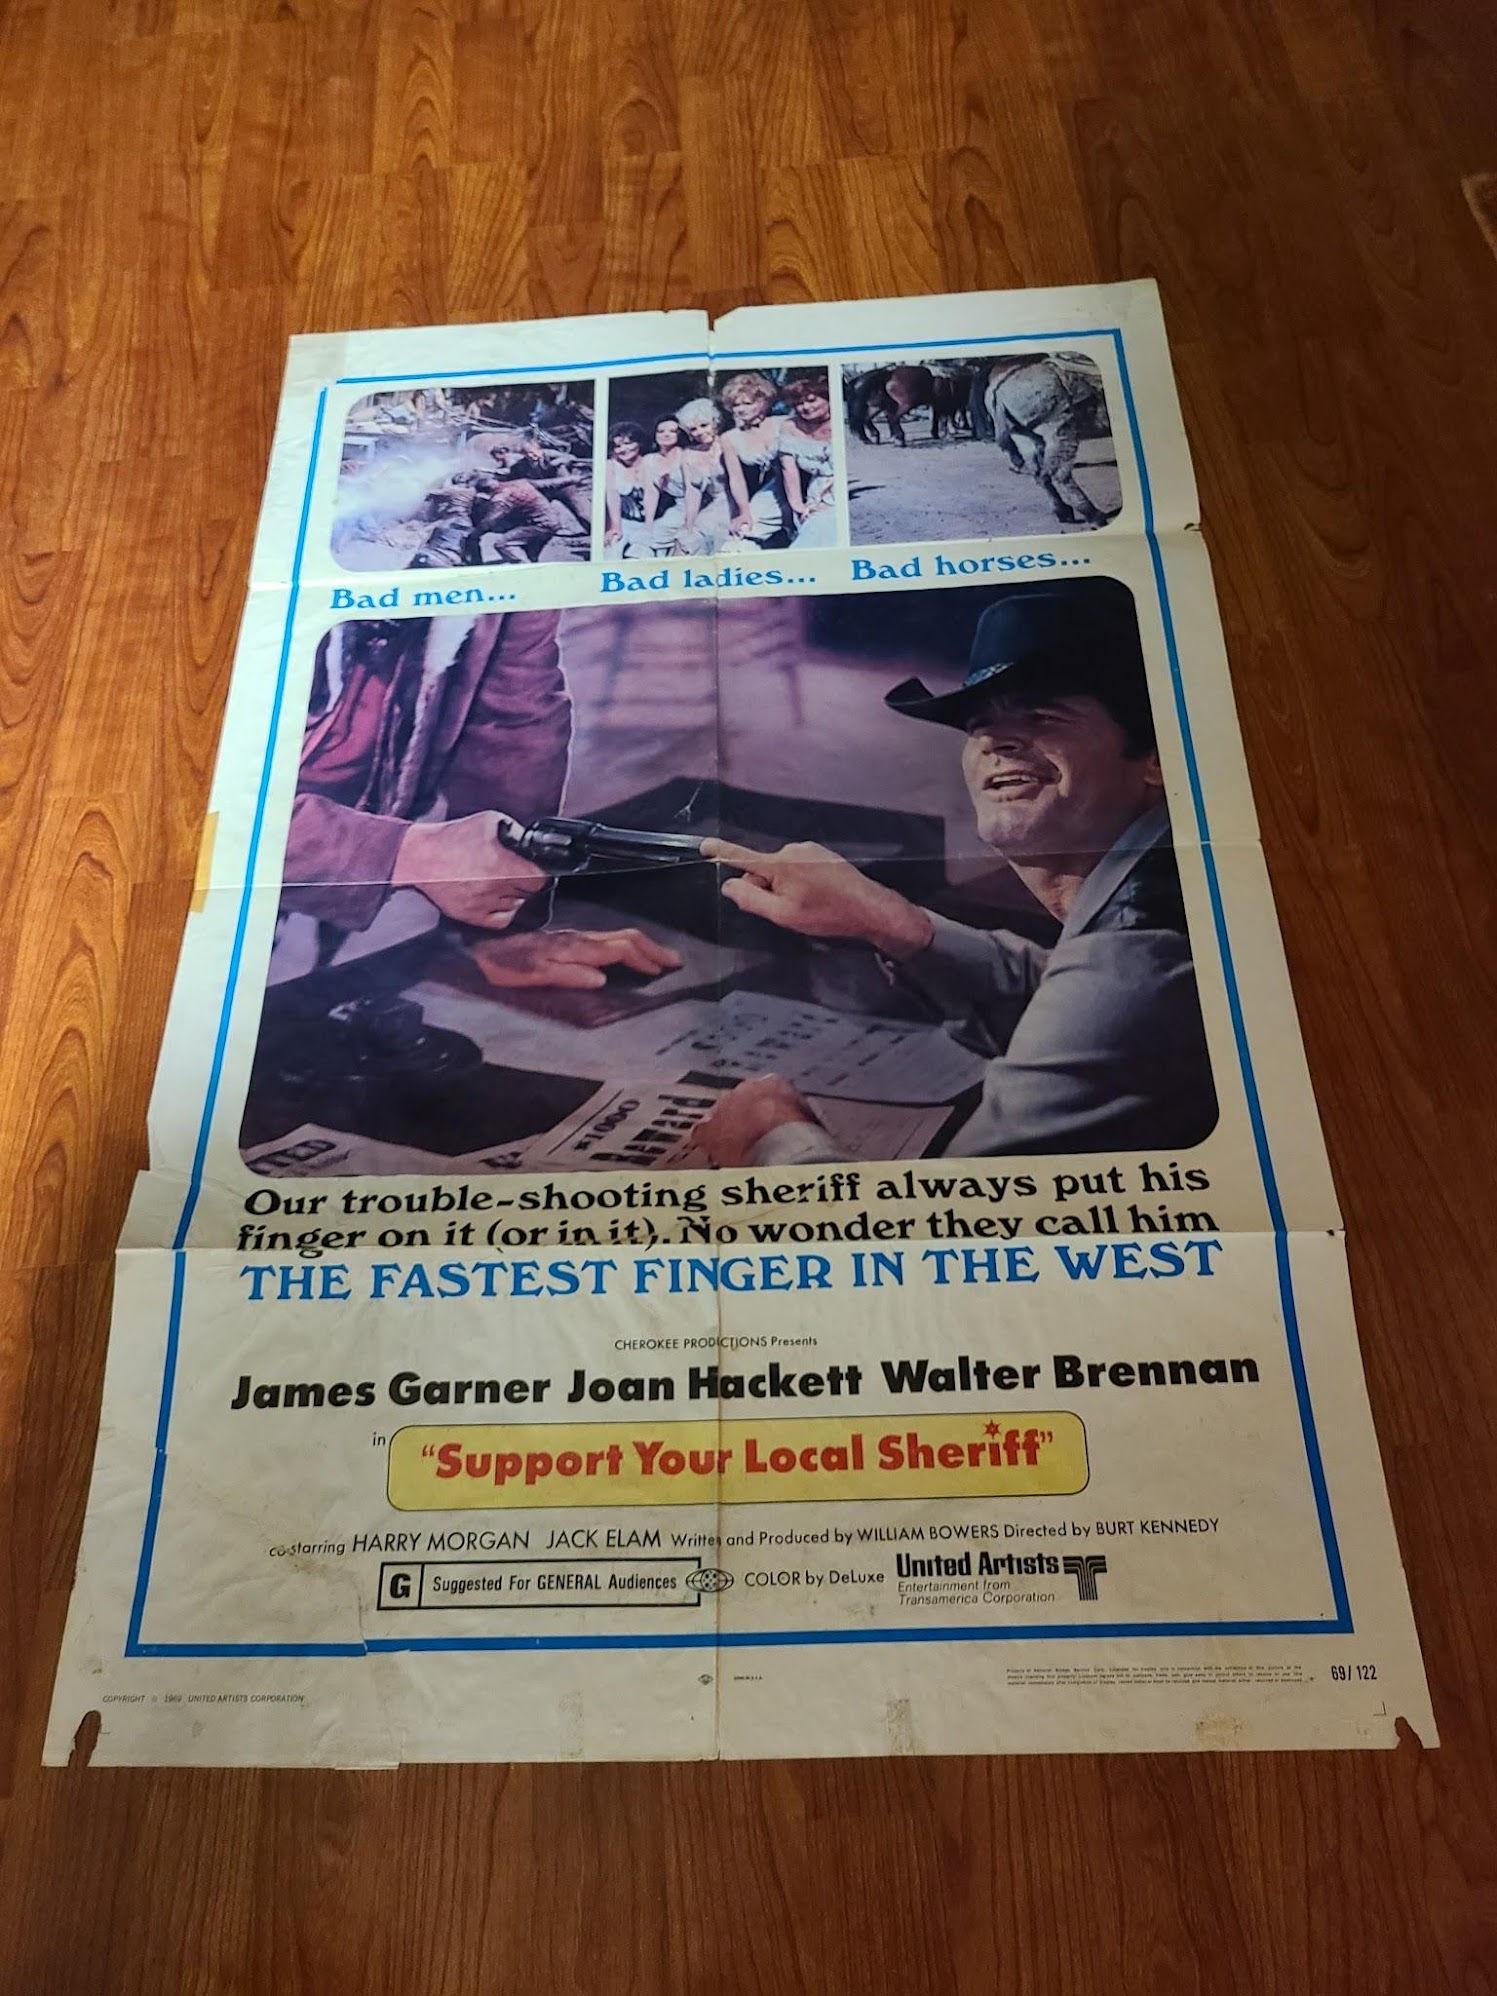 Bad men... Bad ladies... Bad horses...
TED
$1000
Reward
Our trouble-shooting sheriff always put his
finger on it (or in it). No wonder they call him
THE FASTEST FINGER IN THE WEST
CHEROKEE PRODICTIONS Presents
James Garner Joan Hackett Walter Brennan
in "Support Your Local Sheriff"
co-starring HARRY MORGAN JACK ELAM Written and Produced by WILLIAM BOWERS Directed by BURT KENNEDY
G Suggested For GENERAL Audiences COLOR by DeLuxe United Artists
Entertainment from
Transamerica Corporation
69/122
COPYRIGHT © 1969 UNITED ARTISTS CORPORATION